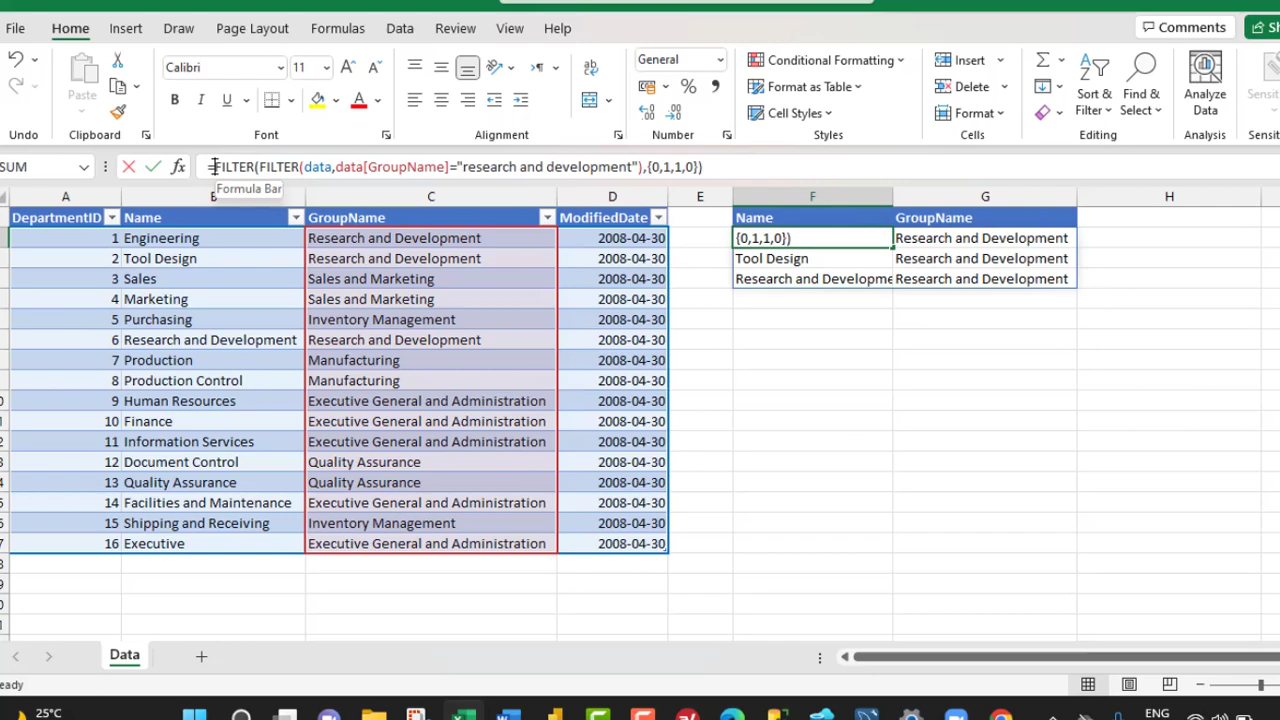 File Home Insert Draw Page Layout Formulas Data Review View Help Comments
Calibri 11 General Conditional Formatting Insert Sort & Find & Analyze
Paste B I U A % Format as Table Delete Filter Select Data
Cell Styles Format
Undo Clipboard Font Alignment Number Styles Cells Editing Analysis
SUM fx =FILTER(FILTER(data,data[GroupName]="research and development"),{0,1,1,0})
Formula Bar
A B C D E F G H
DepartmentID Name GroupName ModifiedDate Name GroupName
1 Engineering Research and Development 2008-04-30 {0,1,1,0}) Research and Development
2 Tool Design Research and Development 2008-04-30 Tool Design Research and Development
3 Sales Sales and Marketing 2008-04-30 Research and Developme Research and Development
4 Marketing Sales and Marketing 2008-04-30
5 Purchasing Inventory Management 2008-04-30
6 Research and Development Research and Development 2008-04-30
7 Production Manufacturing 2008-04-30
8 Production Control Manufacturing 2008-04-30
9 Human Resources Executive General and Administration 2008-04-30
10 Finance Executive General and Administration 2008-04-30
11 Information Services Executive General and Administration 2008-04-30
12 Document Control Quality Assurance 2008-04-30
13 Quality Assurance Quality Assurance 2008-04-30
14 Facilities and Maintenance Executive General and Administration 2008-04-30
15 Shipping and Receiving Inventory Management 2008-04-30
16 Executive Executive General and Administration 2008-04-30
Data
eady
25°C ENG